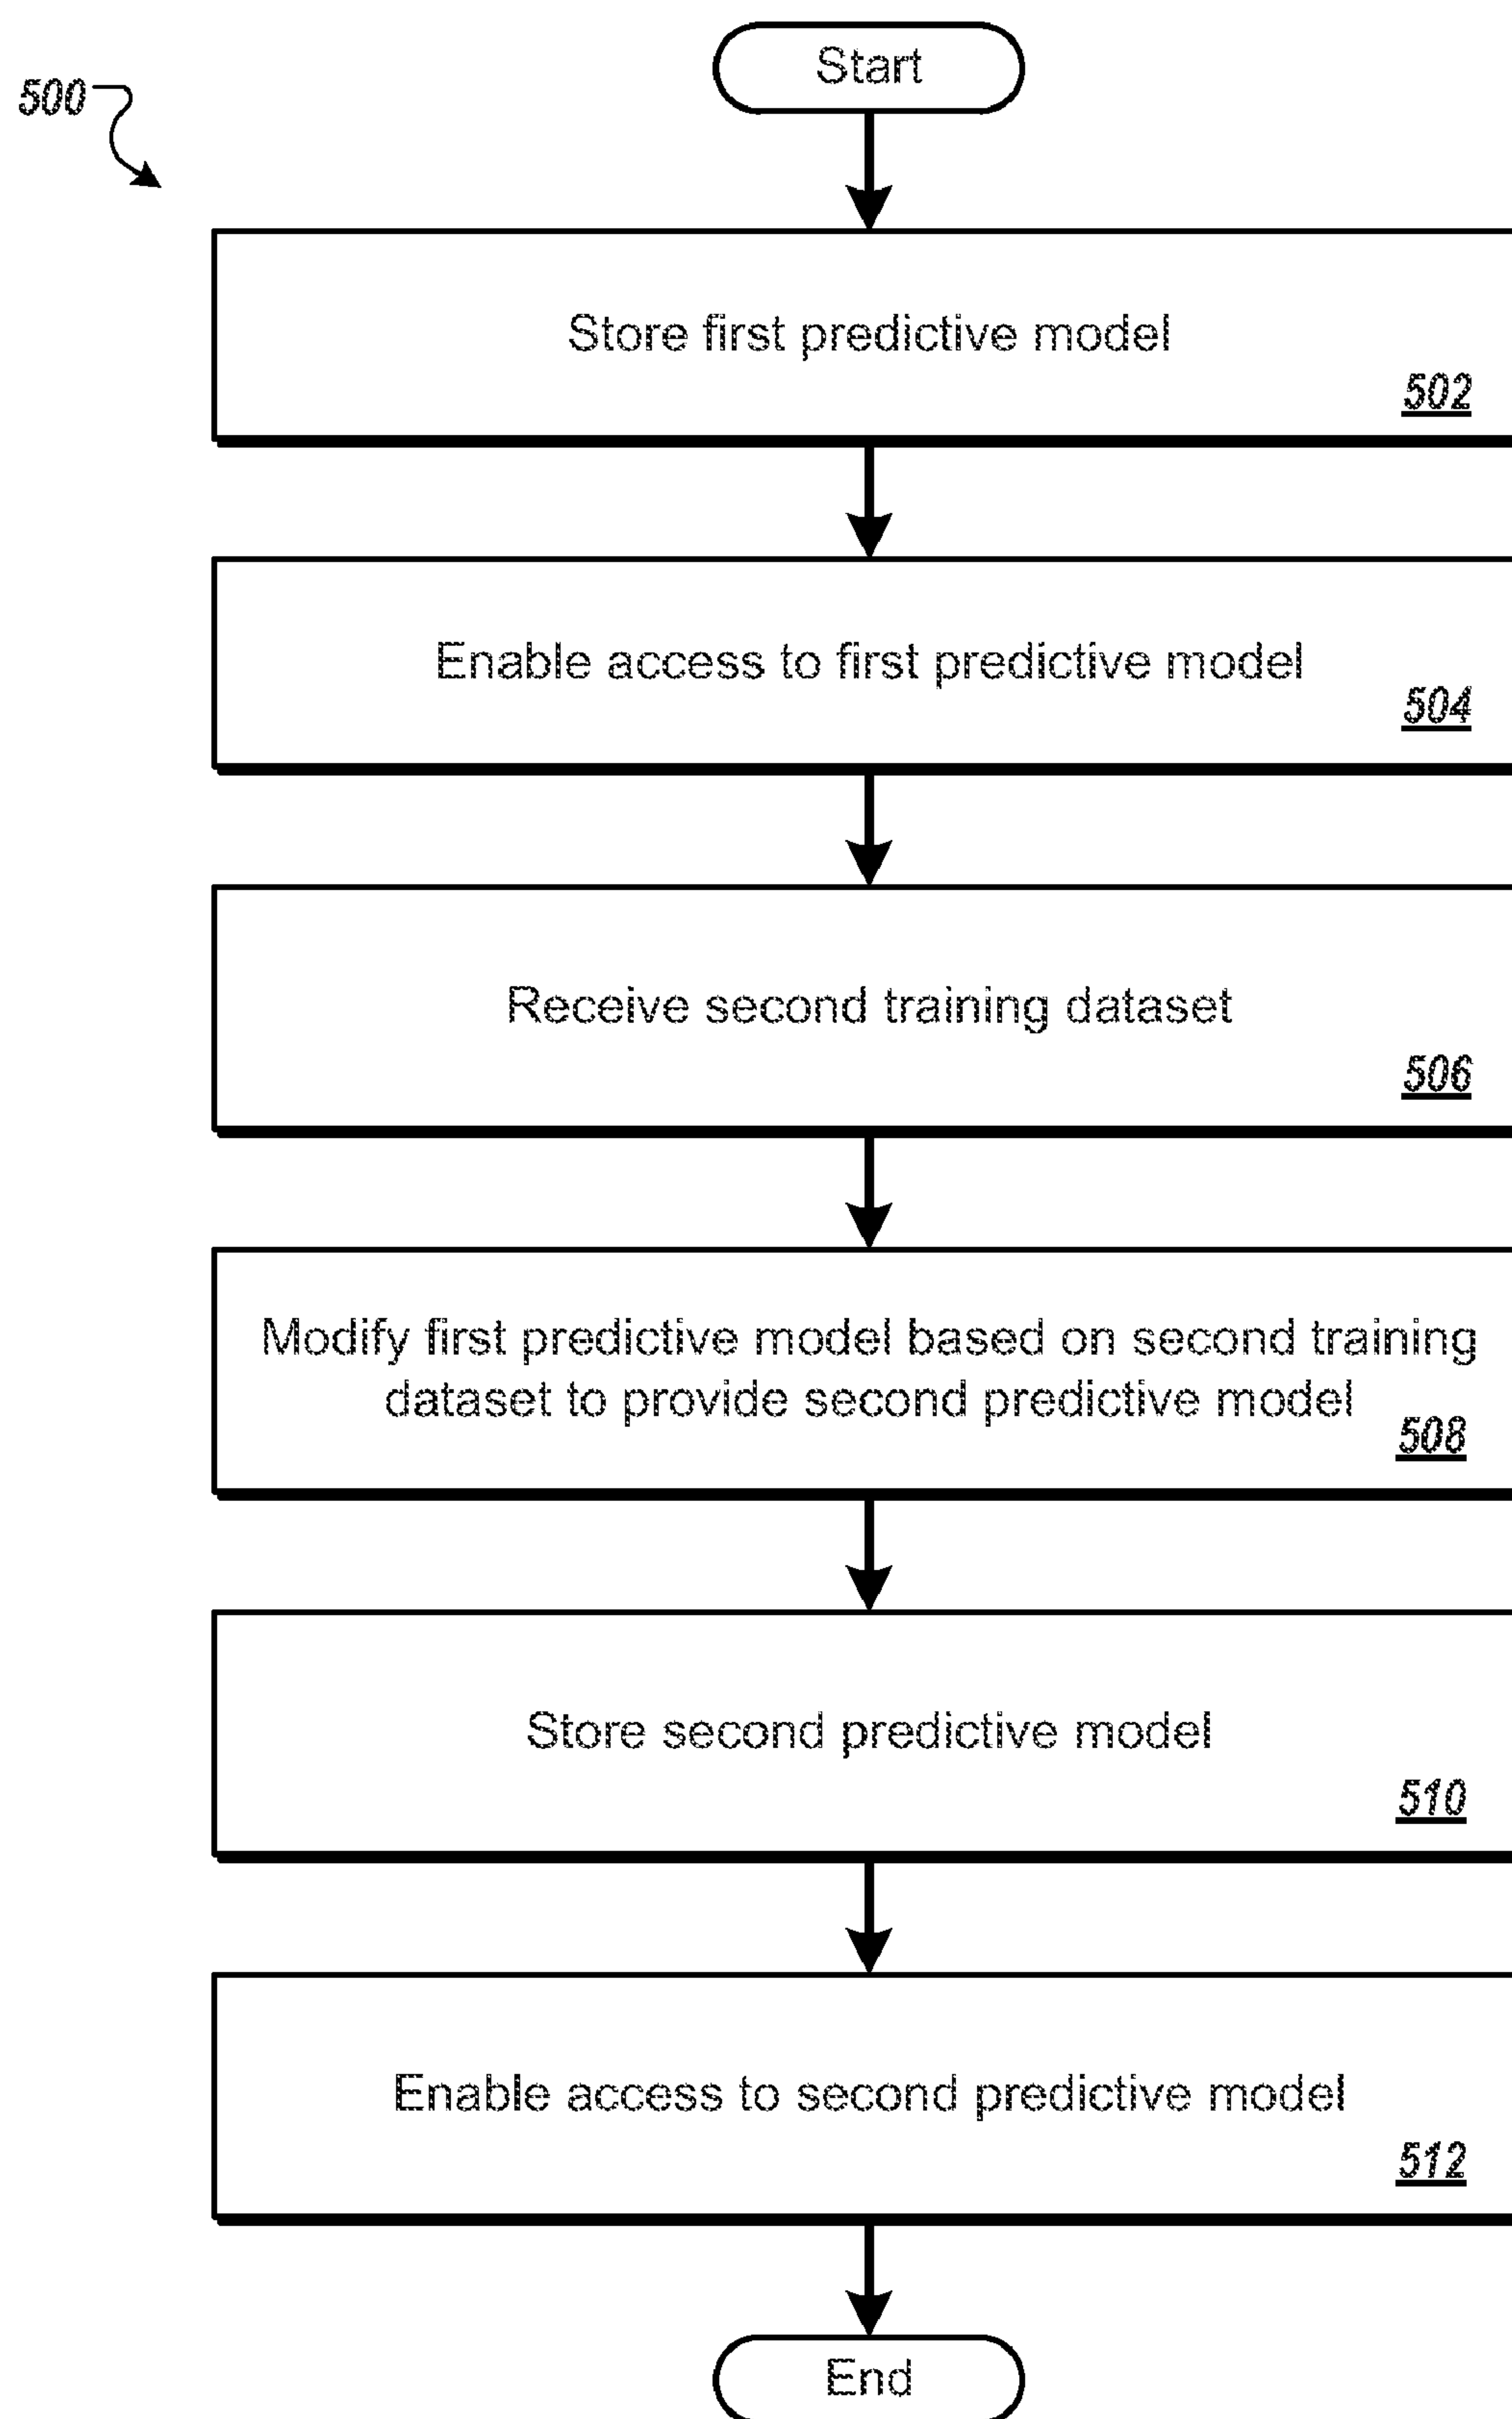 Start
500
Store first predictive model
502
Enable access to first predictive model
504
Receive second training dataset
506
Modify first predictive model based on second training
dataset to provide second predictive model
508
Store second predictive model
510
Enable access to second predictive model
512
End